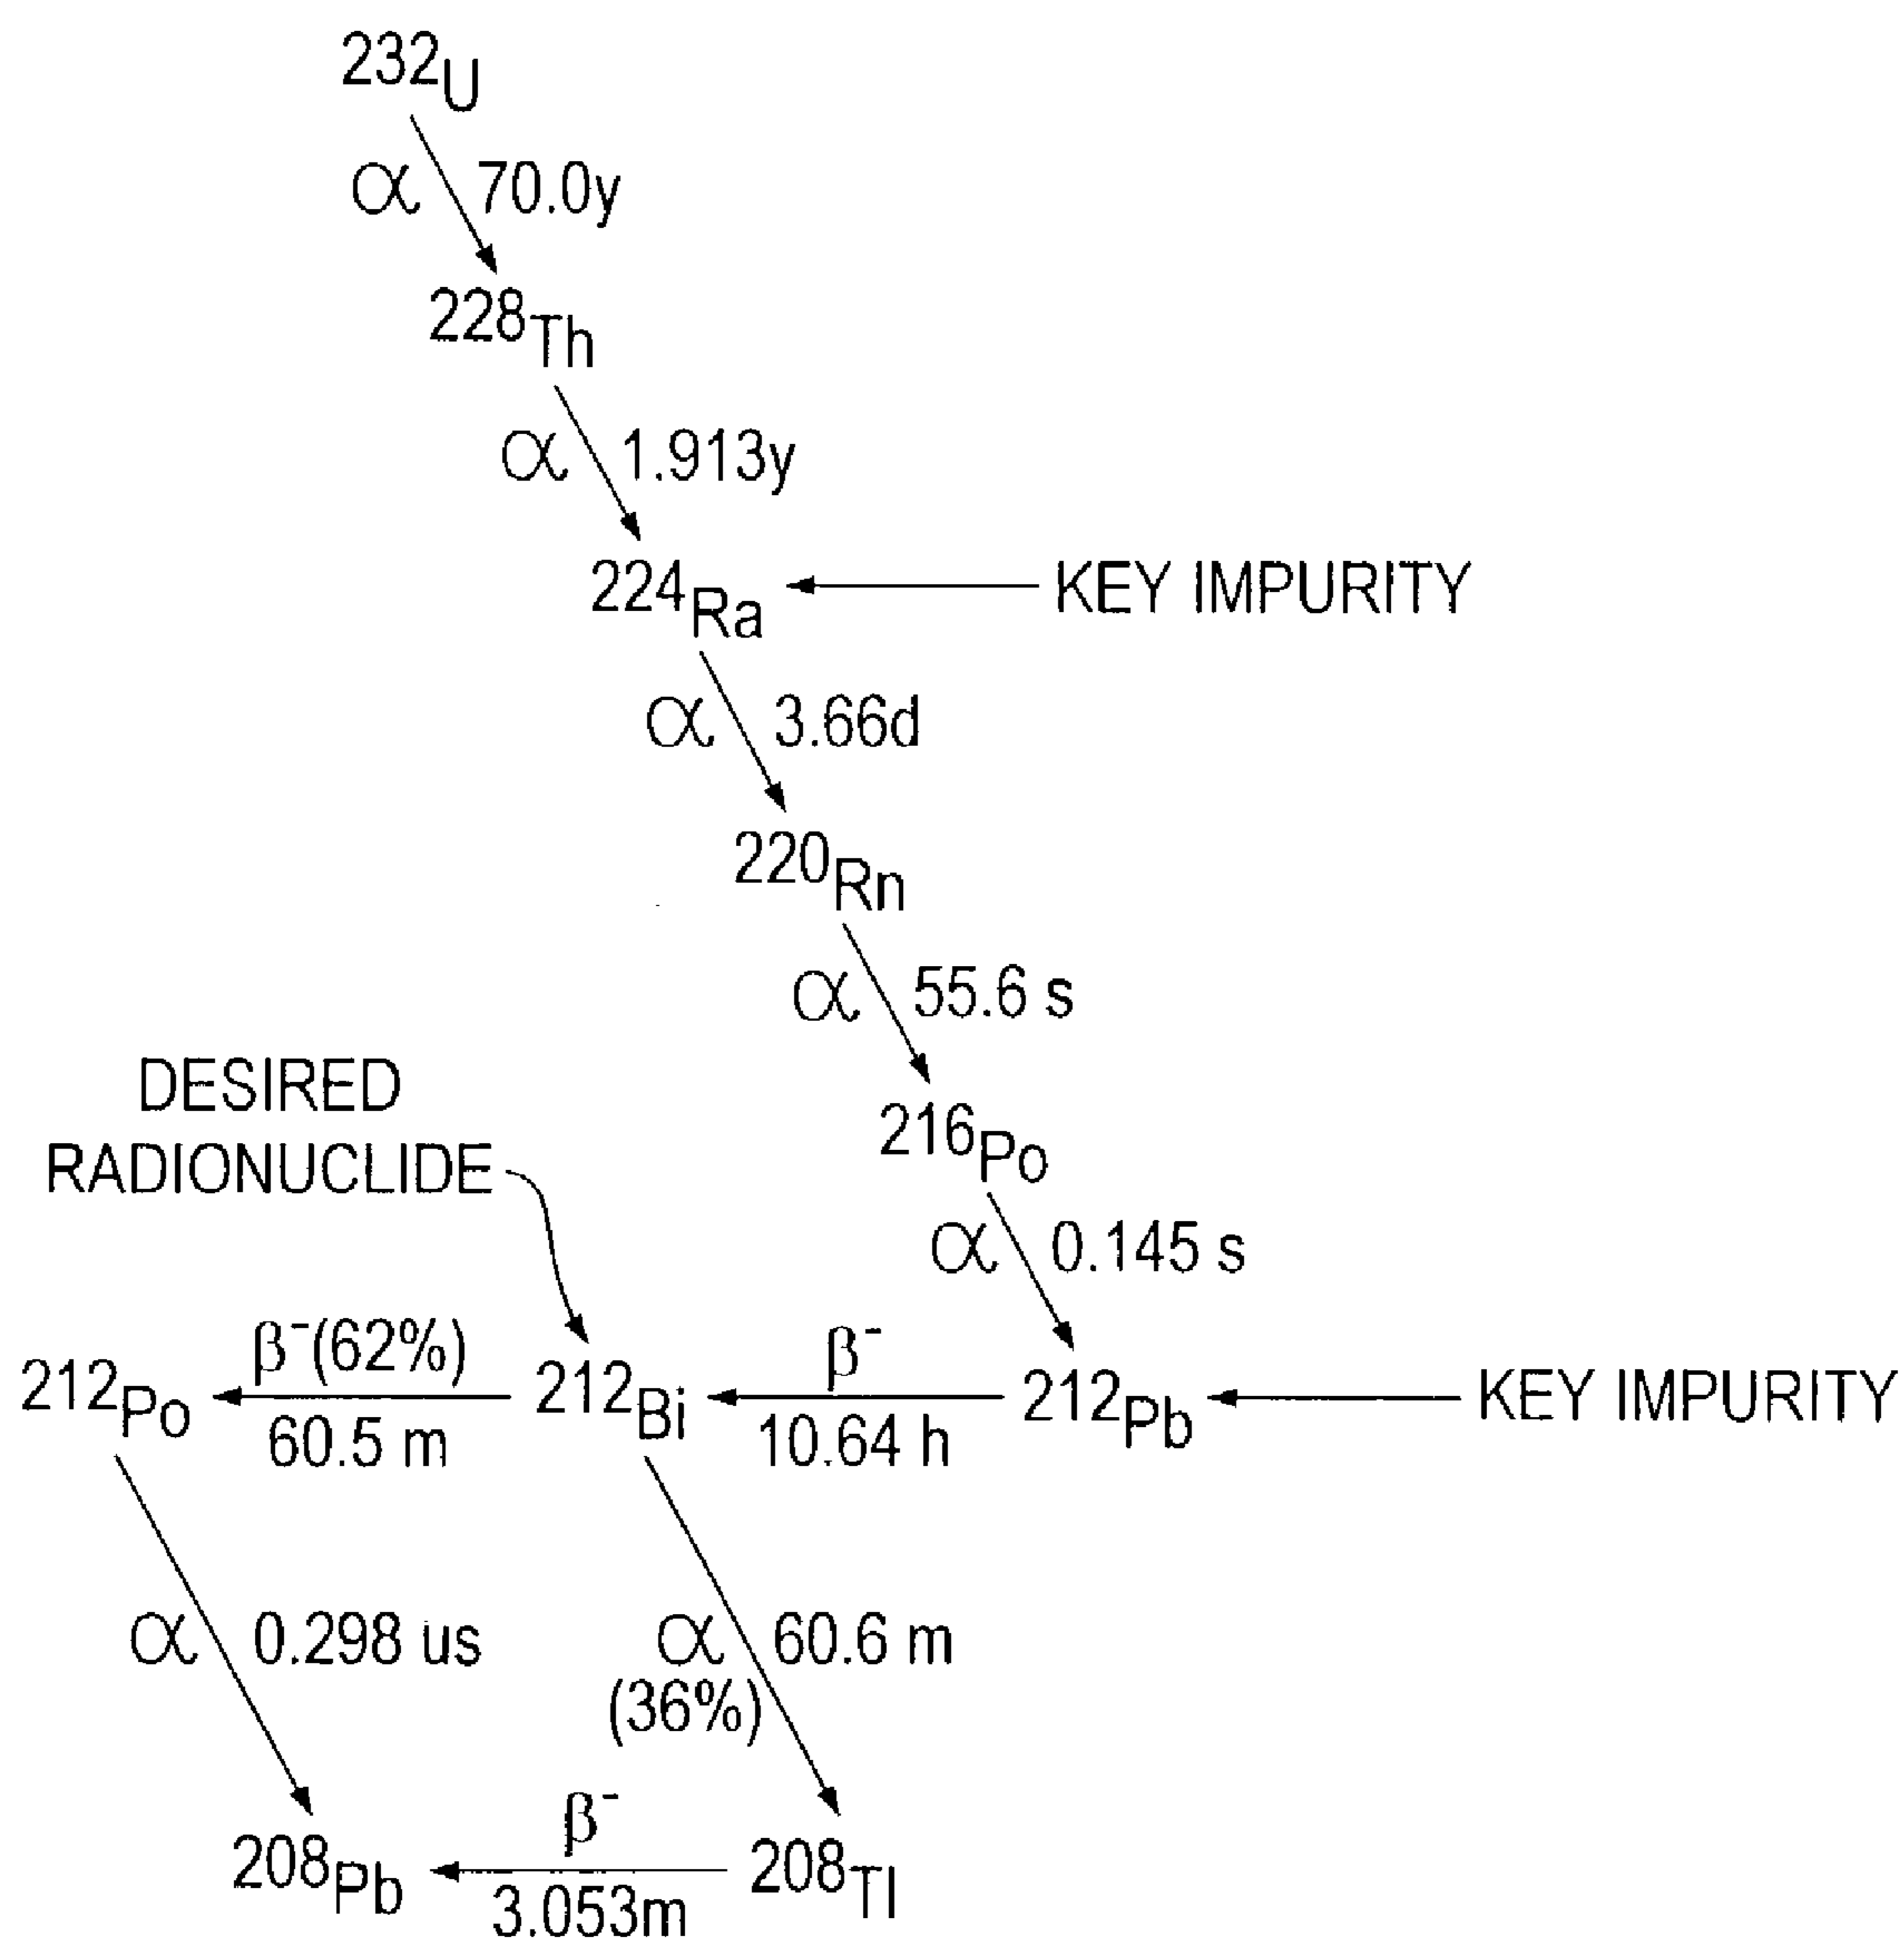 232U
α 70.0y
228Th
α 1.913y
224Ra KEY IMPURITY
α 3.66d
220Rn
α 55.6 s
DESIRED
RADIONUCLIDE
216Po
α 0.145 s
212Po β-(62%) 60.5 m 212Bi β- 10.64 h 212Pb KEY IMPURITY
α 0.298 us
α 60.6 m
(36%)
208Pb β- 3.053m 208Tl